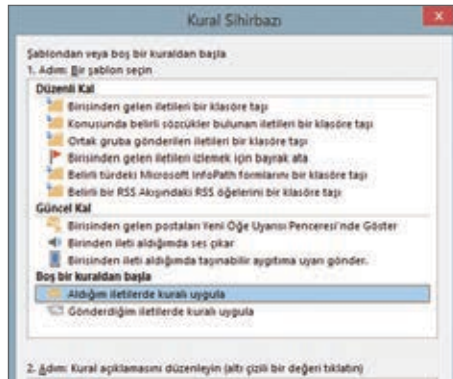 Kural Sihirbazı
Şablondan veya boş bir kuraldan başla
1. Adım: Bir şablon seçin
Düzenli Kal
Birisinden gelen iletileri bir klasöre taşı
Konusunda belirli sözcükler bulunan iletileri bir klasöre taşı
Ortak gruba gönderilen iletileri bir klasöre taşı
Birisinden gelen iletileri izlemek için bayrak ata
Belirli türdeki Microsoft InfoPath formlarını bir klasöre taşı
Belirli bir RSS Akışındaki RSS öğelerini bir klasöre taşı
Güncel Kal
Birisinden gelen postaları Yeni Öğe Uyarısı Penceresi'nde Göster
Birinden ileti aldığımda ses çıkar
Birisinden ileti aldığımda taşınabilir aygıtıma uyarı gönder.
Boş bir kuraldan başla
Aldığım iletilerde kuralı uygula
Gönderdiğim iletilerde kuralı uygula
2. Adım: Kural açıklamasını düzenleyin (altı çizili bir değeri tıklatın)